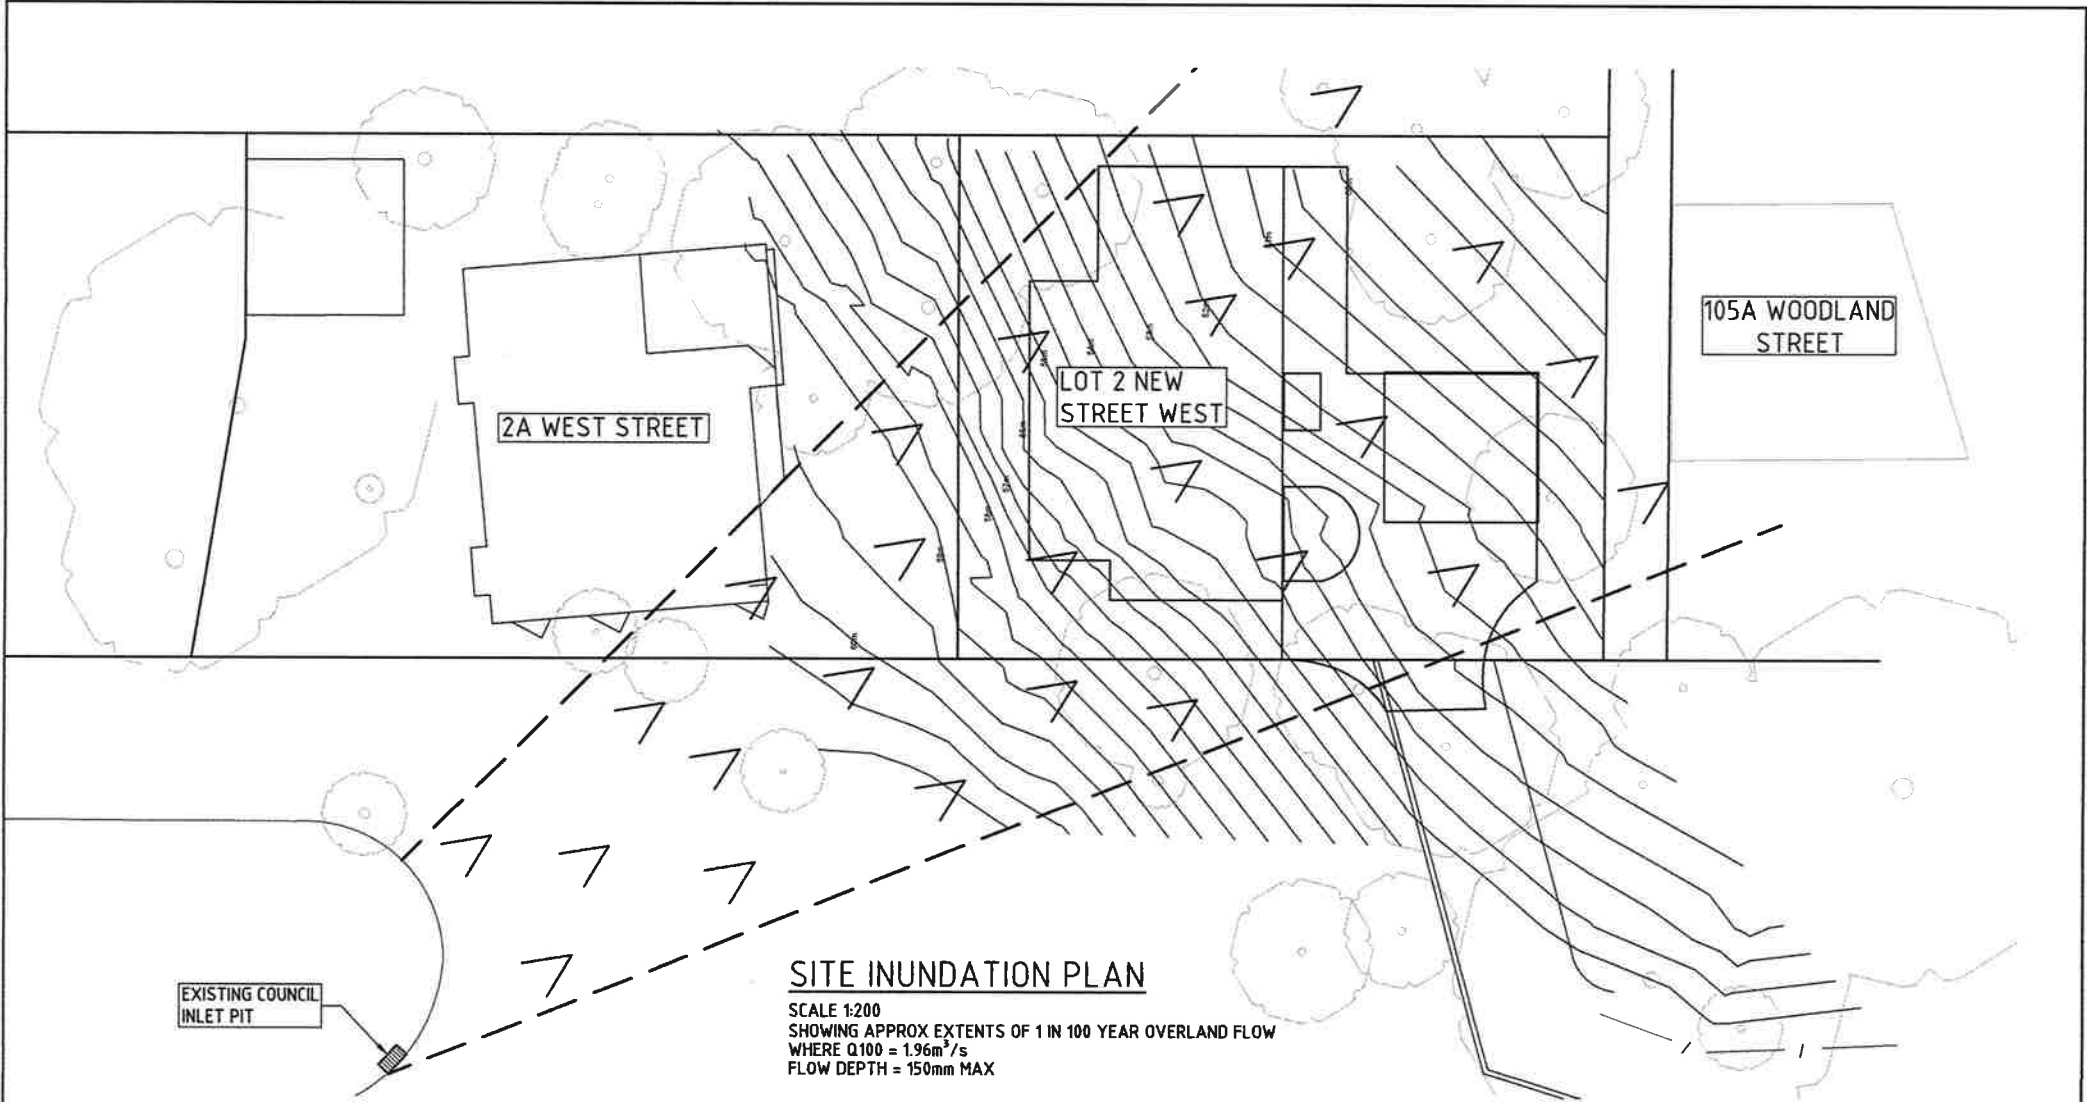 105A WOODLAND
STREET
LOT 2 NEW
STREET WEST
2A WEST STREET
EXISTING COUNCIL
INLET PIT
SITE INUNDATION PLAN
SCALE 1:200
SHOWING APPROX EXTENTS OF 1 IN 100 YEAR OVERLAND FLOW
WHERE Q100 = 1.96m³/s
FLOW DEPTH = 150mm MAX